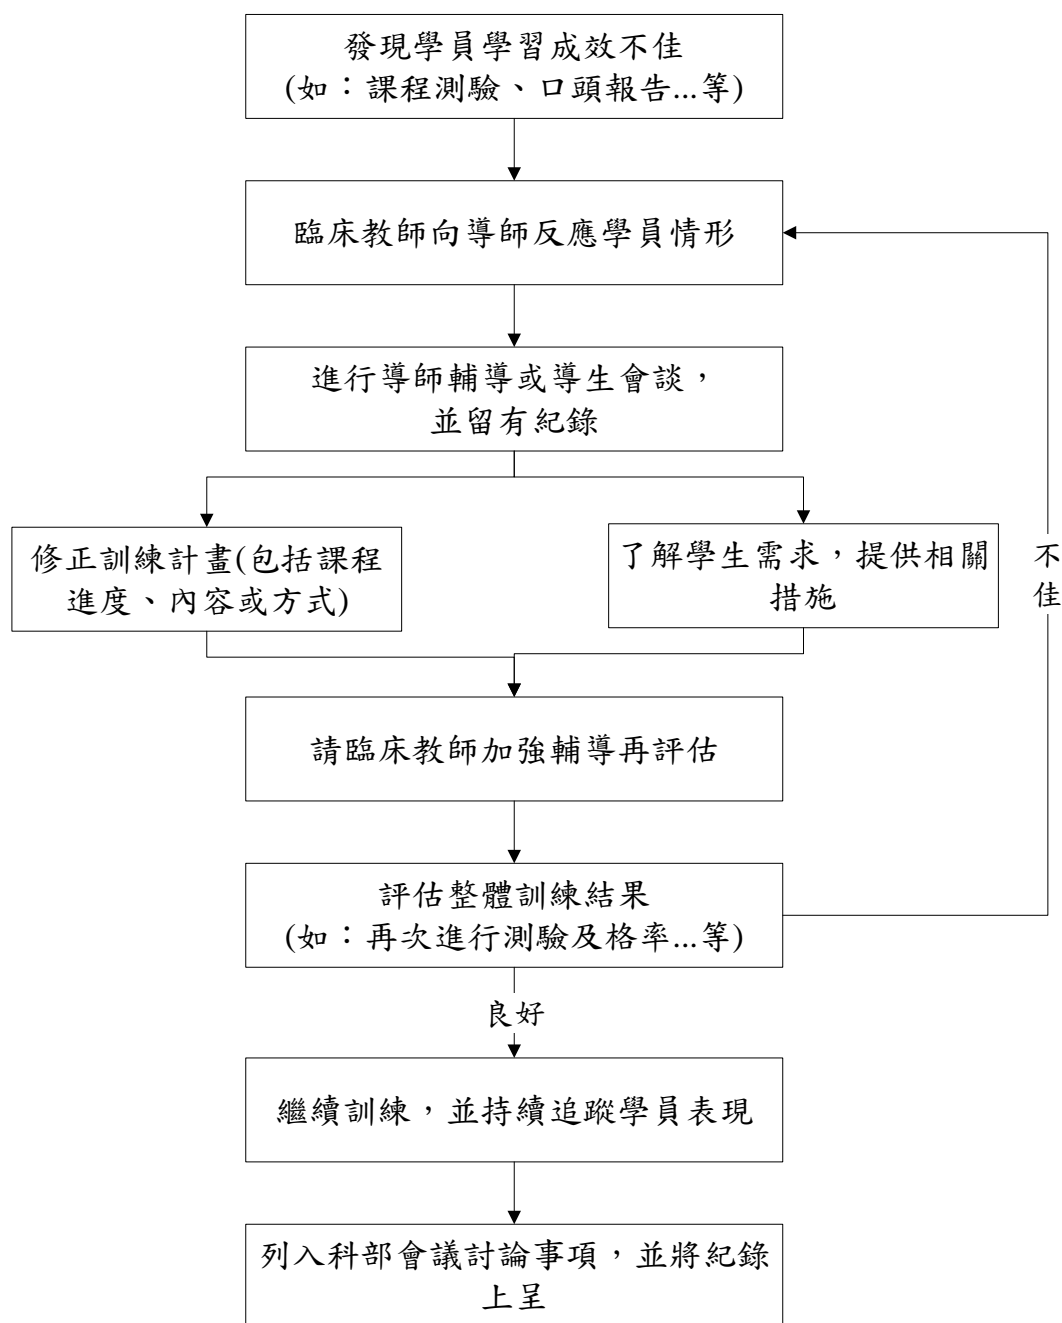 發現學員學習成效不佳
(如：課程測驗、口頭報告...等)
臨床教師向導師反應學員情形
進行導師輔導或導生會談，
並留有紀錄
修正訓練計畫(包括課程
進度、內容或方式)
了解學生需求，提供相關
措施
不
佳
請臨床教師加強輔導再評估
評估整體訓練結果
(如：再次進行測驗及格率...等)
良好
繼續訓練，並持續追蹤學員表現
列入科部會議討論事項，並將紀錄
上呈